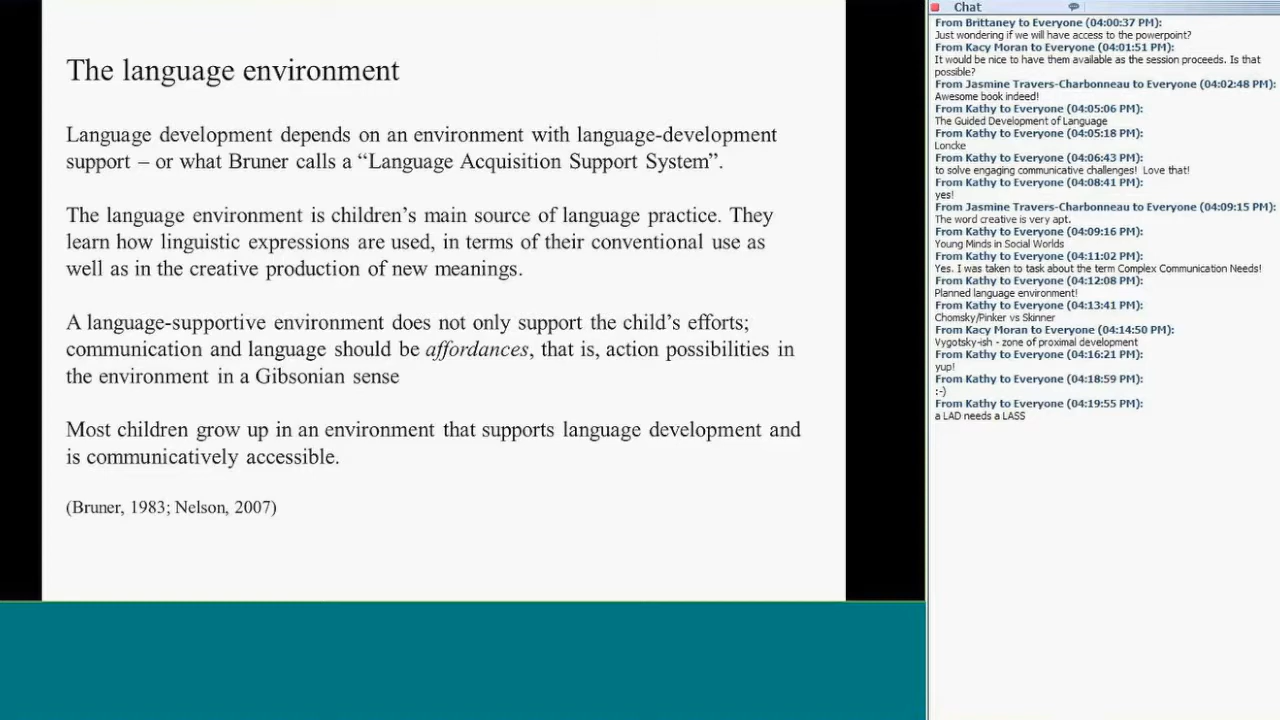 The language environment
Language development depends on an environment with language-development
support – or what Bruner calls a “Language Acquisition Support System”.
The language environment is children’s main source of language practice. They
learn how linguistic expressions are used, in terms of their conventional use as
well as in the creative production of new meanings.
A language-supportive environment does not only support the child’s efforts;
communication and language should be affordances, that is, action possibilities in
the environment in a Gibsonian sense
Most children grow up in an environment that supports language development and
is communicatively accessible.
(Bruner, 1983; Nelson, 2007)
Chat
From Brittaney to Everyone (04:00:37 PM):
Just wondering if we will have access to the powerpoint?
From Kacy Moran to Everyone (04:01:51 PM):
It would be nice to have them available as the session proceeds. Is that
possible?
From Jasmine Travers-Charbonneau to Everyone (04:02:48 PM):
Awesome book indeed!
From Kathy to Everyone (04:05:06 PM):
The Guided Development of Language
From Kathy to Everyone (04:05:18 PM):
Loncke
From Kathy to Everyone (04:06:43 PM):
to solve engaging communicative challenges! Love that!
From Kathy to Everyone (04:08:41 PM):
yes!
From Jasmine Travers-Charbonneau to Everyone (04:09:15 PM):
The word creative is very apt.
From Kathy to Everyone (04:09:16 PM):
Young Minds in Social Worlds
From Kathy to Everyone (04:11:02 PM):
Yes. I was taken to task about the term Complex Communication Needs!
From Kathy to Everyone (04:12:08 PM):
Planned language environment!
From Kathy to Everyone (04:13:41 PM):
Chomsky/Pinker vs Skinner
From Kacy Moran to Everyone (04:14:50 PM):
Vygotsky-ish - zone of proximal development
From Kathy to Everyone (04:16:21 PM):
yup!
From Kathy to Everyone (04:18:59 PM):
:-)
From Kathy to Everyone (04:19:55 PM):
a LAD needs a LASS